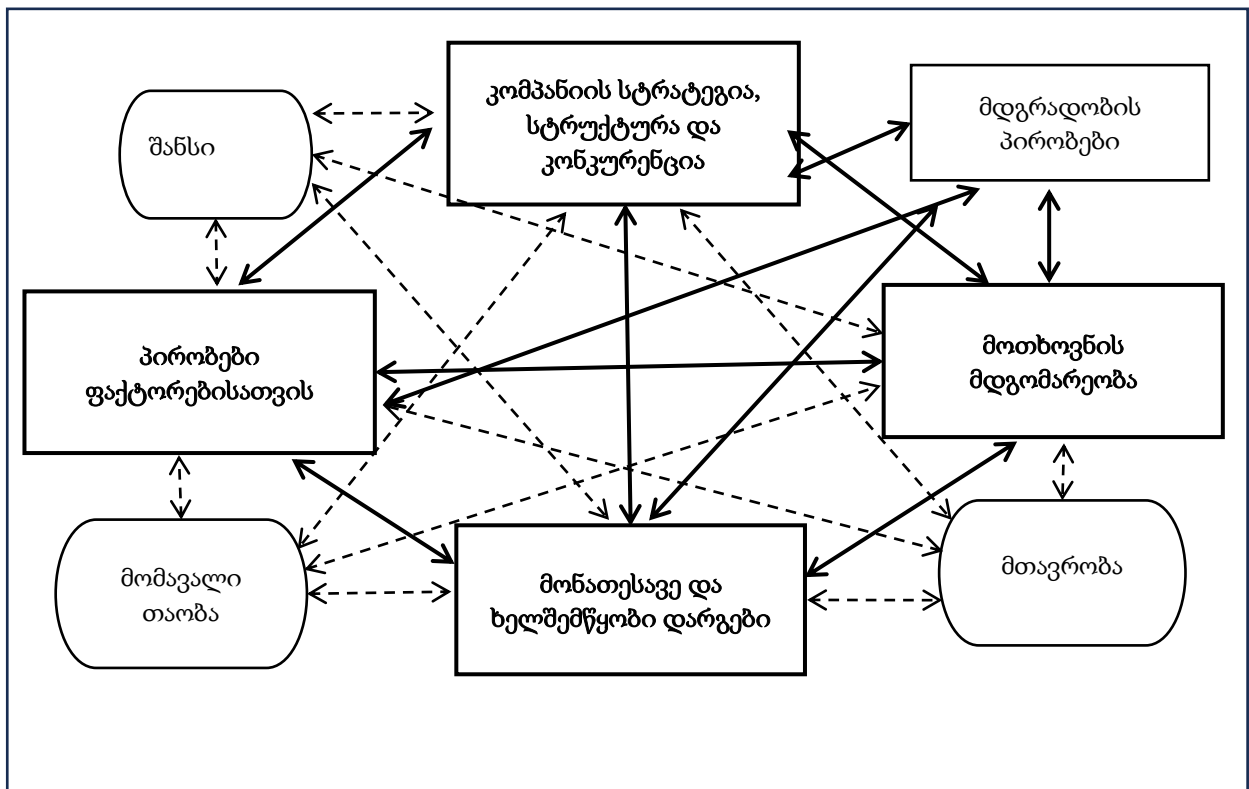 კომპანიის სტრატეგია,
სტრუქტურა და
კონკურენცია
მდგრადობის
პირობები
შანსი
პირობები
ფაქტორებისათვის
მოთხოვნის
მდგომარეობა
მომავალი
თაობა
მონათესავე და
ხელშემწყობი დარგები
მთავრობა